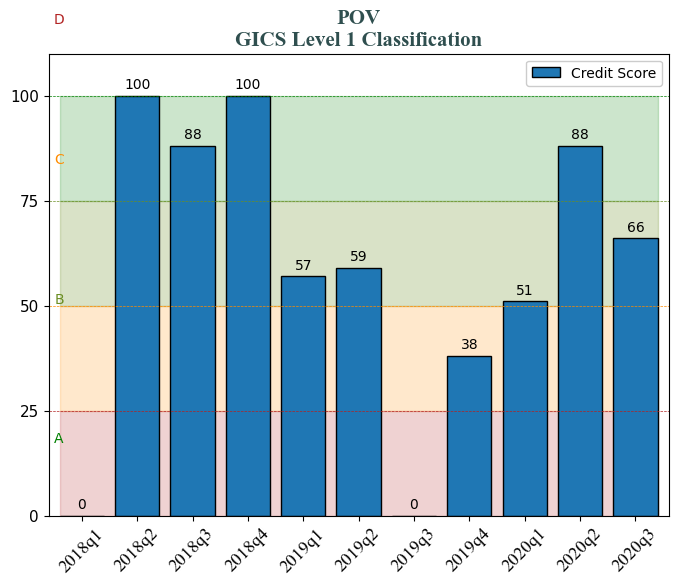 D
POV
GICS Level 1 Classification
Credit Score
100
75
50
25
0
C
B
A
0
100
88
100
57
59
0
38
51
88
66
2018q1
2018q2
2018q3
2018q4
2019q1
2019q2
2019q3
2019q4
2020q1
2020q2
2020q3